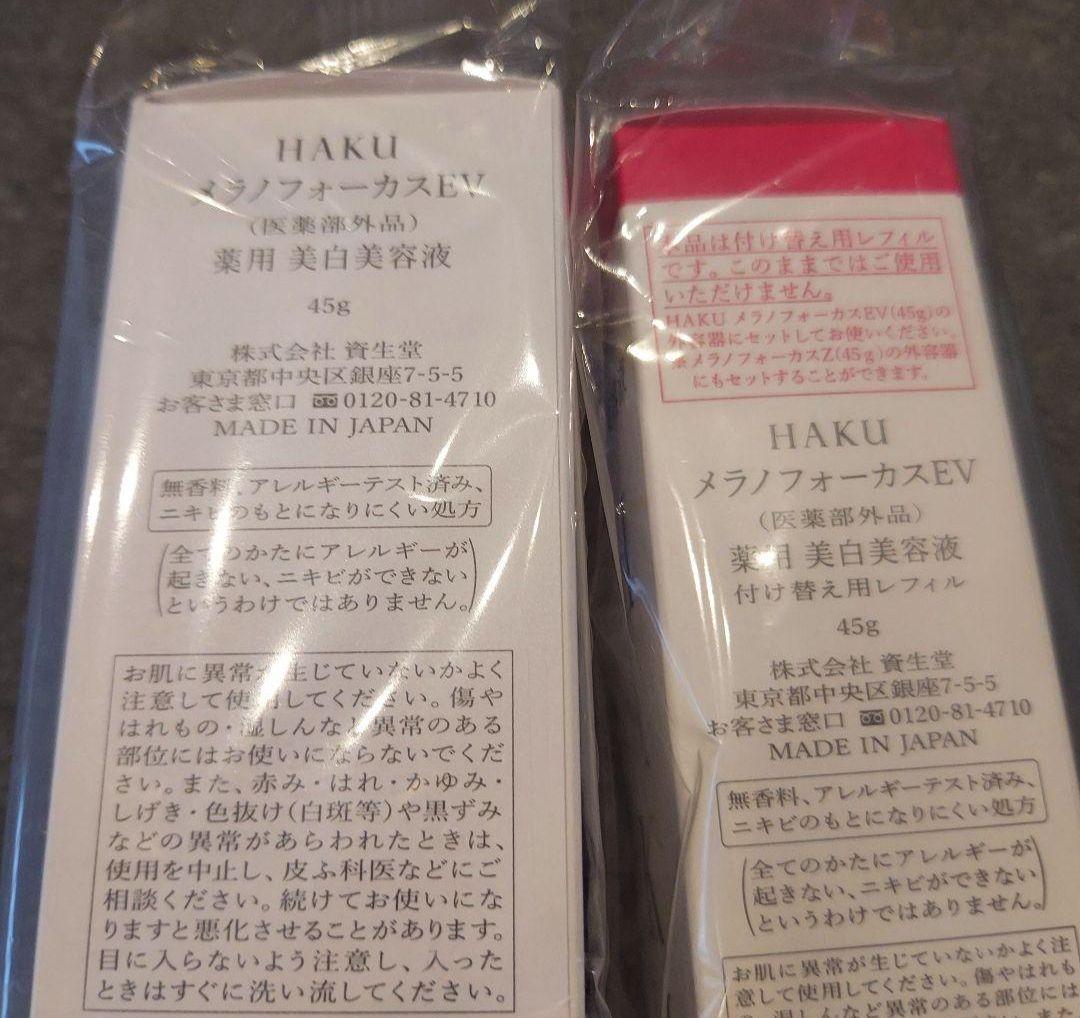 HAKU
メラノフォーカスEV
(医薬部外品)
薬用 美白美容液
45g
株式会社 資生堂
東京都中央区銀座7-5-5
お客さま窓口 0120-81-4710
MADE IN JAPAN
無香料、アレルギーテスト済み、
ニキビのもとになりにくい処方
(全てのかたにアレルギーが
起きない、ニキビができない
というわけではありません。)
お肌に異常が生じていないかよく
注意して使用してください。傷や
はれもの・湿しんなど異常のある
部位にはお使いにならないでくだ
さい。また、赤み・はれ・かゆみ・
しげき・色抜け(白斑等)や黒ずみ
などの異常があらわれたときは、
使用を中止し、皮ふ科医などにご
相談ください。続けてお使いにな
りますと悪化させることがあります。
目に入らないよう注意し、入った
ときはすぐに洗い流してください。
本品は付け替え用レフィル
です。このままではご使用
いただけません。
HAKU メラノフォーカスEV(45g)の
外容器にセットしてお使いください。
※メラノフォーカスZ(45g)の外容器
にもセットすることができます。
HAKU
メラノフォーカスEV
(医薬部外品)
薬用 美白美容液
付け替え用レフィル
45g
株式会社 資生堂
東京都中央区銀座7-5-5
お客さま窓口 0120-81-4710
MADE IN JAPAN
無香料、アレルギーテスト済み、
ニキビのもとになりにくい処方
(全てのかたにアレルギーが
起きない、ニキビができない
というわけではありません。)
お肌に異常が生じていないかよく注
意して使用してください。傷やはれも
の・湿しんなど異常のある部位には